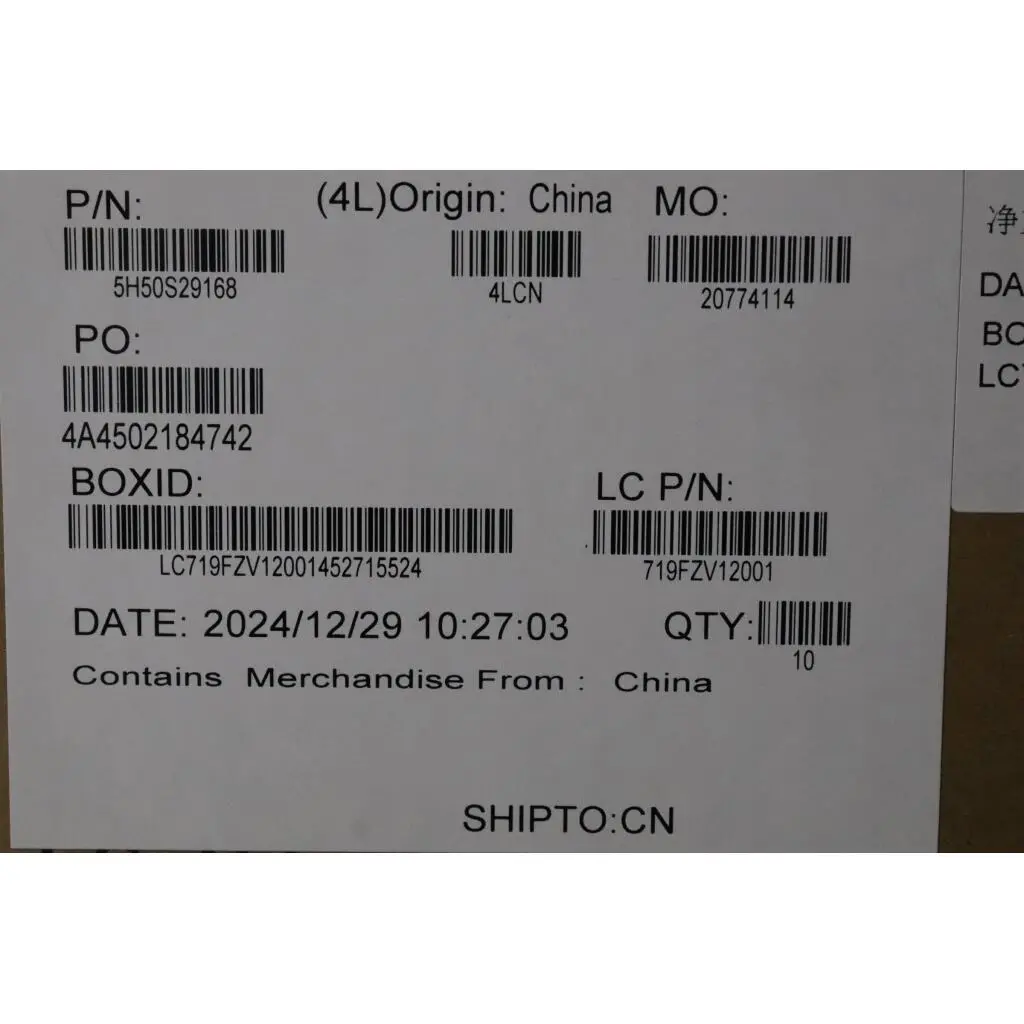 P/N:
(4L)Origin: China
MO:
5H50S29168
4LCN
20774114
PO:
4A4502184742
BOXID:
LC P/N:
LC719FZV12001452715524
719FZV12001
DATE: 2024/12/29 10:27:03
QTY:
10
Contains Merchandise From : China
SHIPTO:CN
净
DA
BO
LC7